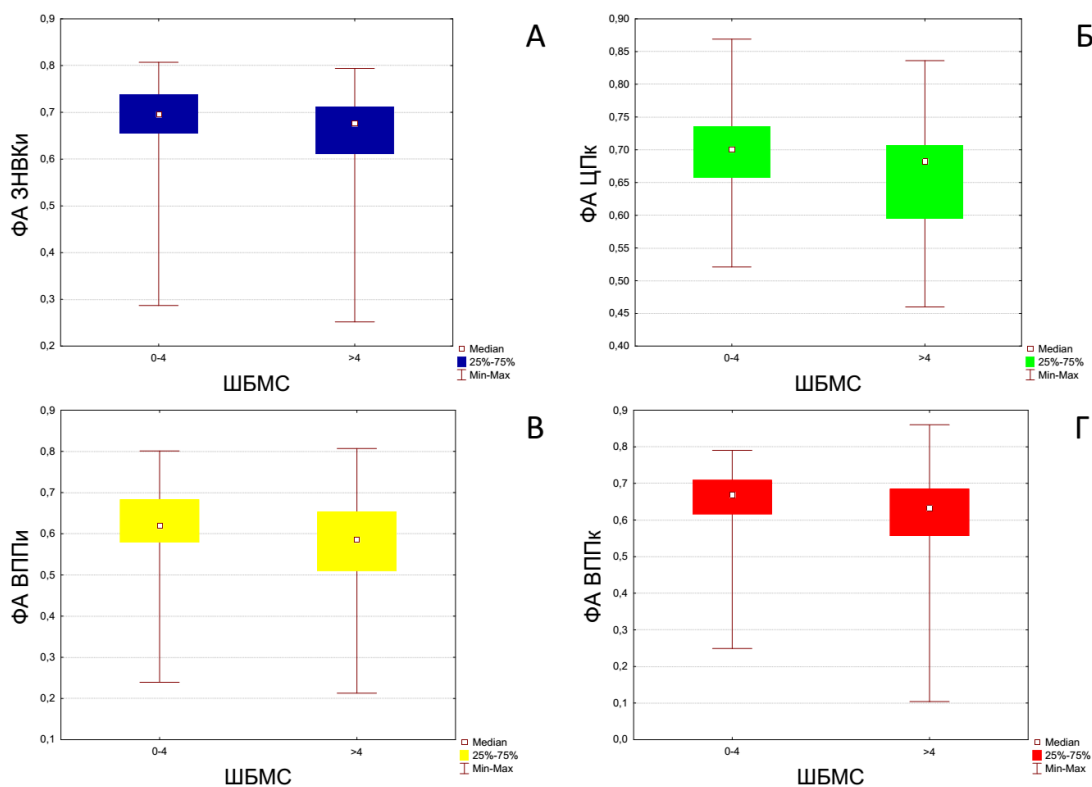 А
ФА ЗНВКи
0,9
0,8
0,7
0,6
0,5
0,4
0,3
0,2
0-4
>4
ШБМС
Median
25%-75%
Min-Max
Б
ФА ЦПк
0,90
0,85
0,80
0,75
0,70
0,65
0,60
0,55
0,50
0,45
0,40
0-4
>4
ШБМС
Median
25%-75%
Min-Max
В
ФА ВППи
0,9
0,8
0,7
0,6
0,5
0,4
0,3
0,2
0,1
0-4
>4
ШБМС
Median
25%-75%
Min-Max
Г
ФА ВППк
0,9
0,8
0,7
0,6
0,5
0,4
0,3
0,2
0,1
0,0
0-4
>4
ШБМС
Median
25%-75%
Min-Max